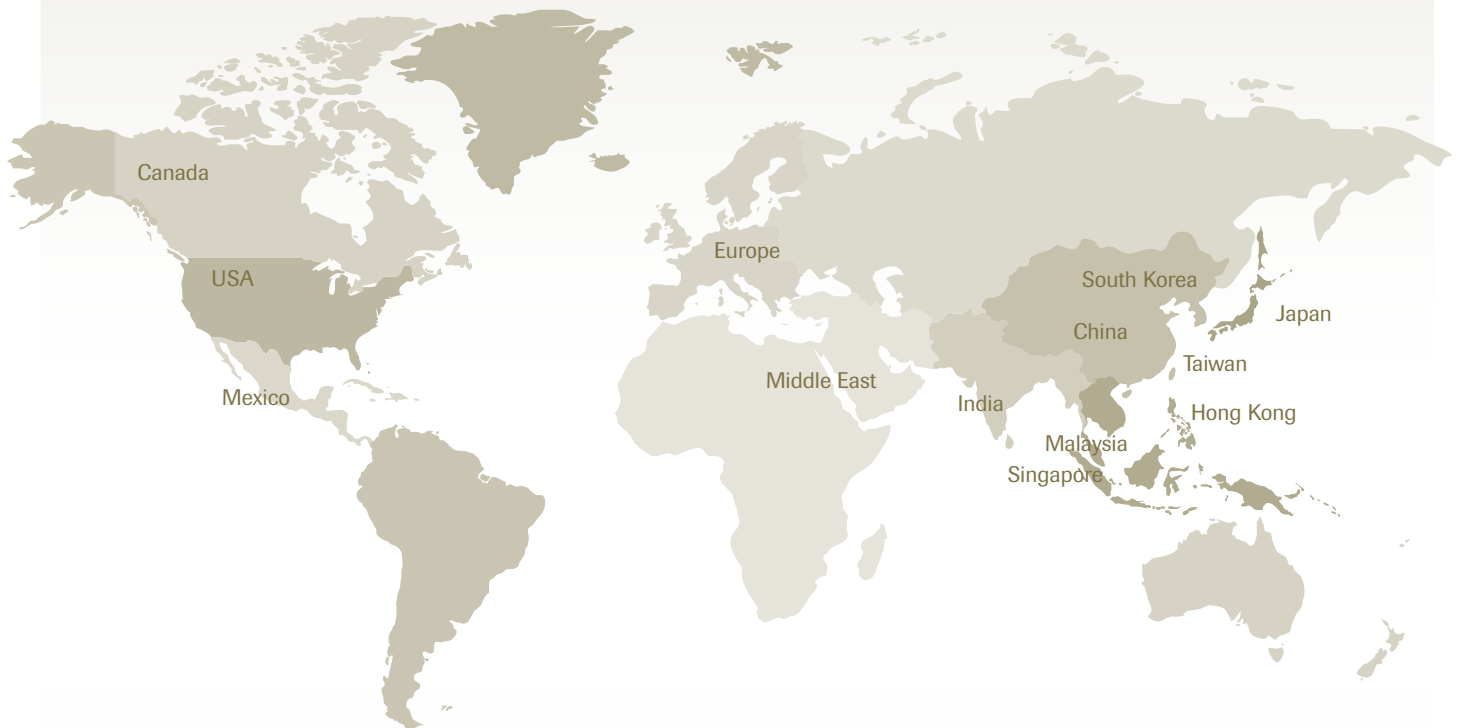 Canada
Europe
USA
South Korea
Japan
China
Taiwan
Middle East
Mexico
India
Hong Kong
Malaysia
Singapore